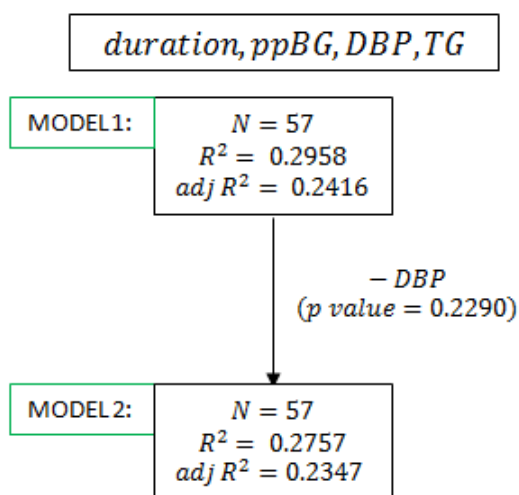 duration, ppBG, DBP, TG
MODEL1:
N = 57
R² = 0.2958
adj R² = 0.2416
− DBP
(p value = 0.2290)
MODEL2:
N = 57
R² = 0.2757
adj R² = 0.2347